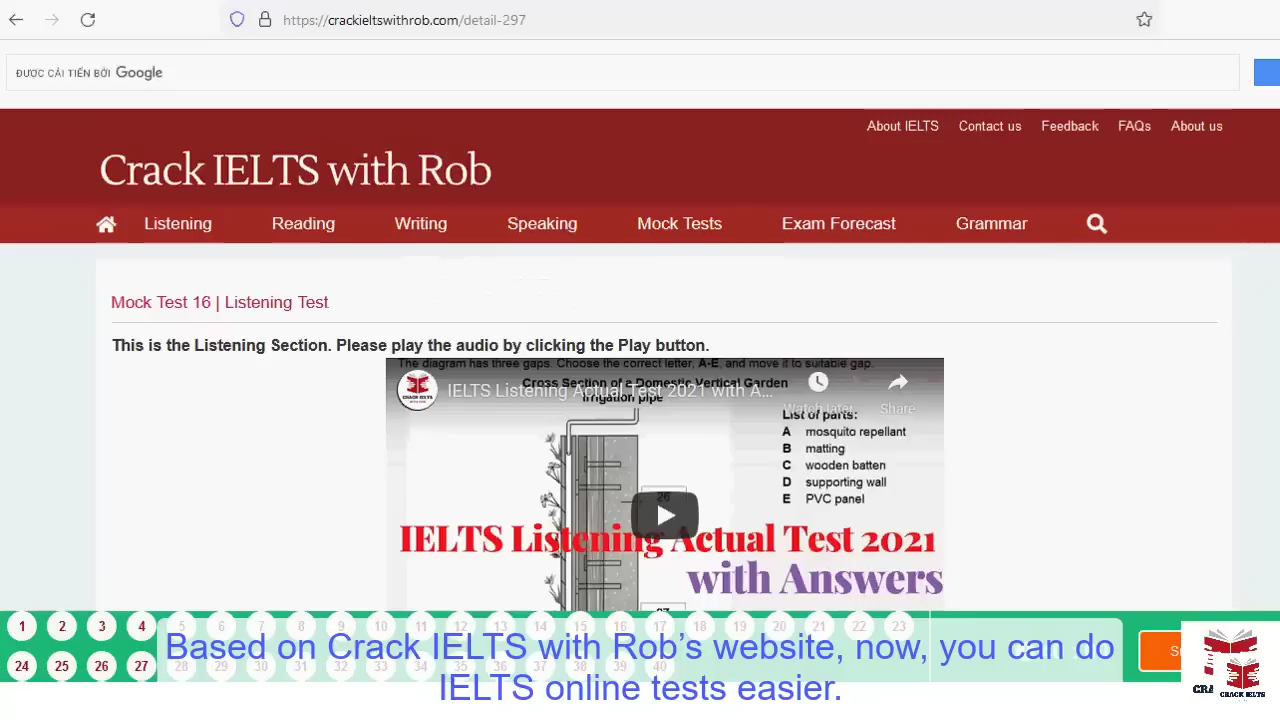 https://crackieltswithrob.com/detail-297
ĐƯỢC CẢI TIẾN BỞI Google
About IELTS Contact us Feedback FAQs About us
Crack IELTS with Rob
Listening Reading Writing Speaking Mock Tests Exam Forecast Grammar
Mock Test 16 | Listening Test
This is the Listening Section. Please play the audio by clicking the Play button.
The diagram has three gaps. Choose the correct letter, A-E, and move it to suitable gap.
Cross Section of a Domestic Vertical Garden
IELTS Listening Actual Test 2021 with A...
Irrigation pipe
Watch later Share
List of parts:
A mosquito repellant
B matting
C wooden batten
D supporting wall
E PVC panel
26
IELTS Listening Actual Test 2021
with Answers
27
1 2 3 4 5 6 7 8 9 10 11 12 13 14 15 16 17 18 19 20 21 22 23
24 25 26 27 28 29 30 31 32 33 34 35 36 37 38 39 40
Based on Crack IELTS with Rob's website, now, you can do
IELTS online tests easier.
CRACK IELTS